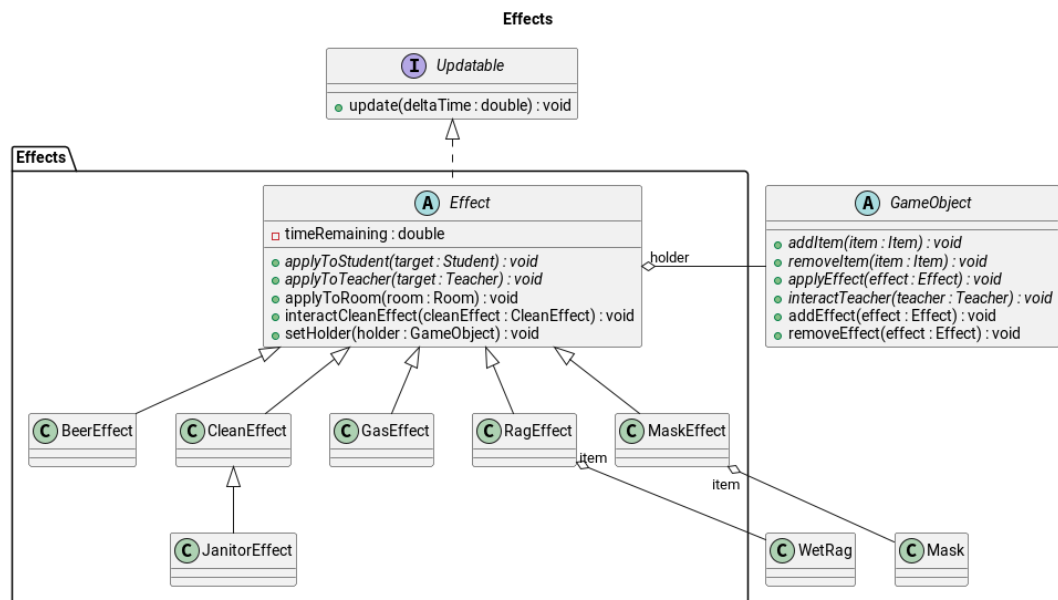 Effects
I Updatable
update(deltaTime : double) : void
Effects
A Effect
timeRemaining : double
applyToStudent(target : Student) : void
applyToTeacher(target : Teacher) : void
applyToRoom(room : Room) : void
interactCleanEffect(cleanEffect : CleanEffect) : void
setHolder(holder : GameObject) : void
holder
A GameObject
addItem(item : Item) : void
removeItem(item : Item) : void
applyEffect(effect : Effect) : void
interactTeacher(teacher : Teacher) : void
addEffect(effect : Effect) : void
removeEffect(effect : Effect) : void
C BeerEffect
C CleanEffect
C GasEffect
C RagEffect
C MaskEffect
item
item
C JanitorEffect
C WetRag
C Mask